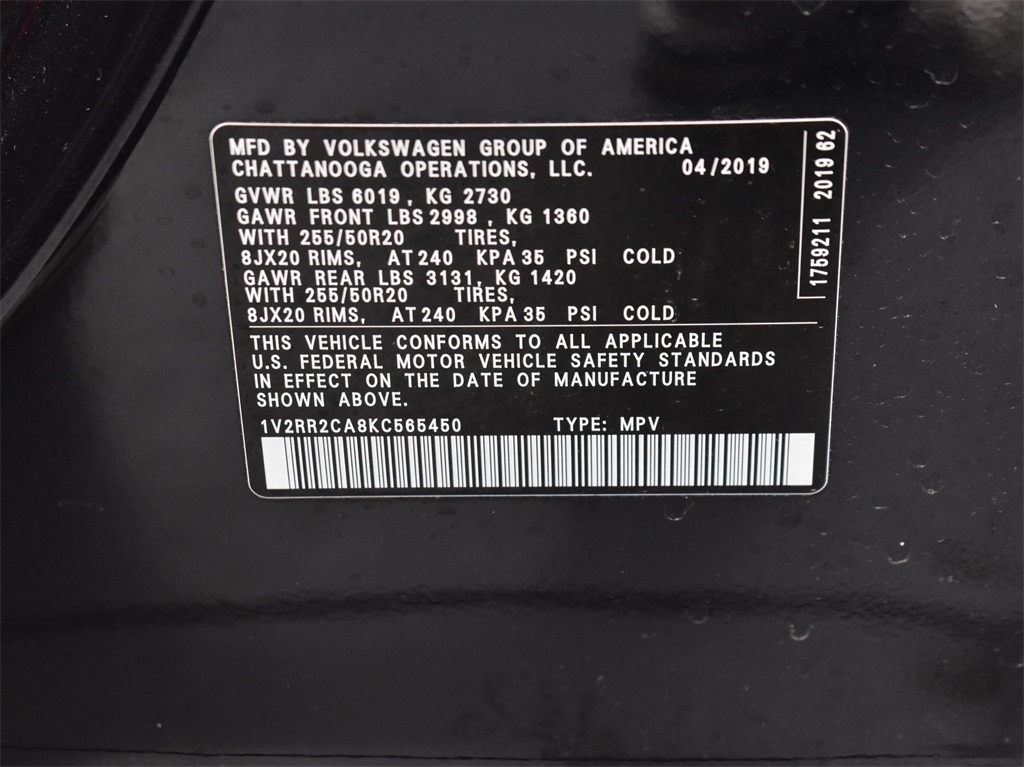 MFD BY VOLKSWAGEN GROUP OF AMERICA
CHATTANOOGA OPERATIONS, LLC. 04/2019
GVWR LBS 6019, KG 2730
GAWR FRONT LBS 2998, KG 1360
WITH 255/50R20 TIRES,
8JX20 RIMS, AT 240 KPA 35 PSI COLD
GAWR REAR LBS 3131, KG 1420
WITH 255/50R20 TIRES,
8JX20 RIMS, AT 240 KPA 35 PSI COLD
THIS VEHICLE CONFORMS TO ALL APPLICABLE
U.S. FEDERAL MOTOR VEHICLE SAFETY STANDARDS
IN EFFECT ON THE DATE OF MANUFACTURE
SHOWN ABOVE.
1V2RR2CA8KC565450 TYPE: MPV
1759211 2019 62